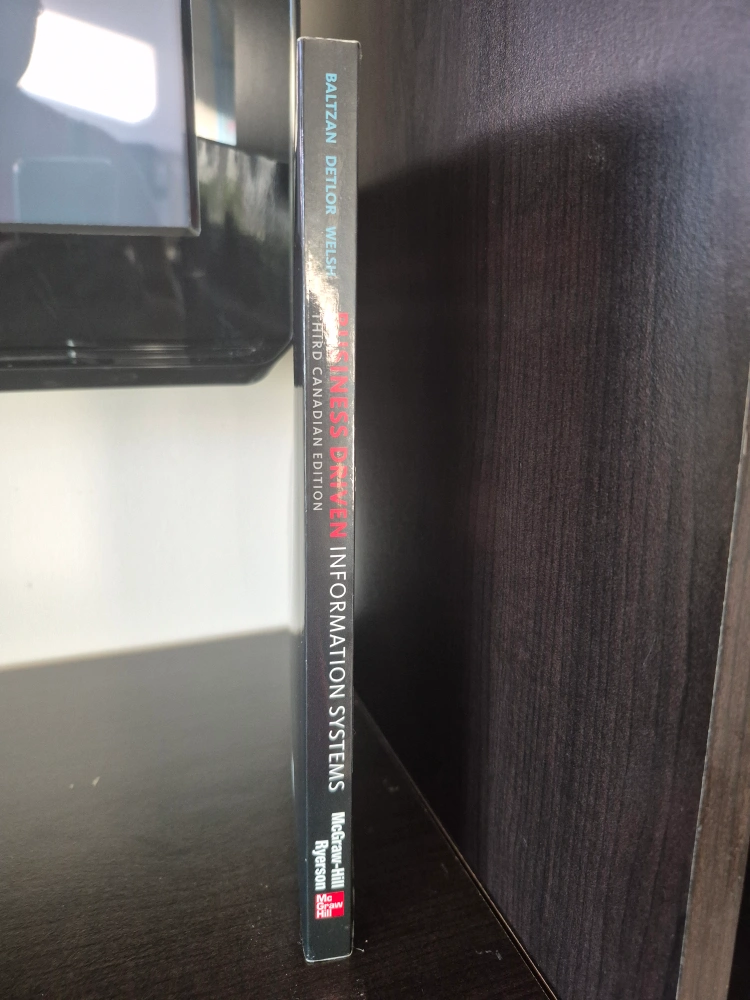 BALTZAN DETLOR WELSH
BUSINESS DRIVEN INFORMATION SYSTEMS
THIRD CANADIAN EDITION
McGraw-Hill
Ryerson
Mc
Graw
Hill